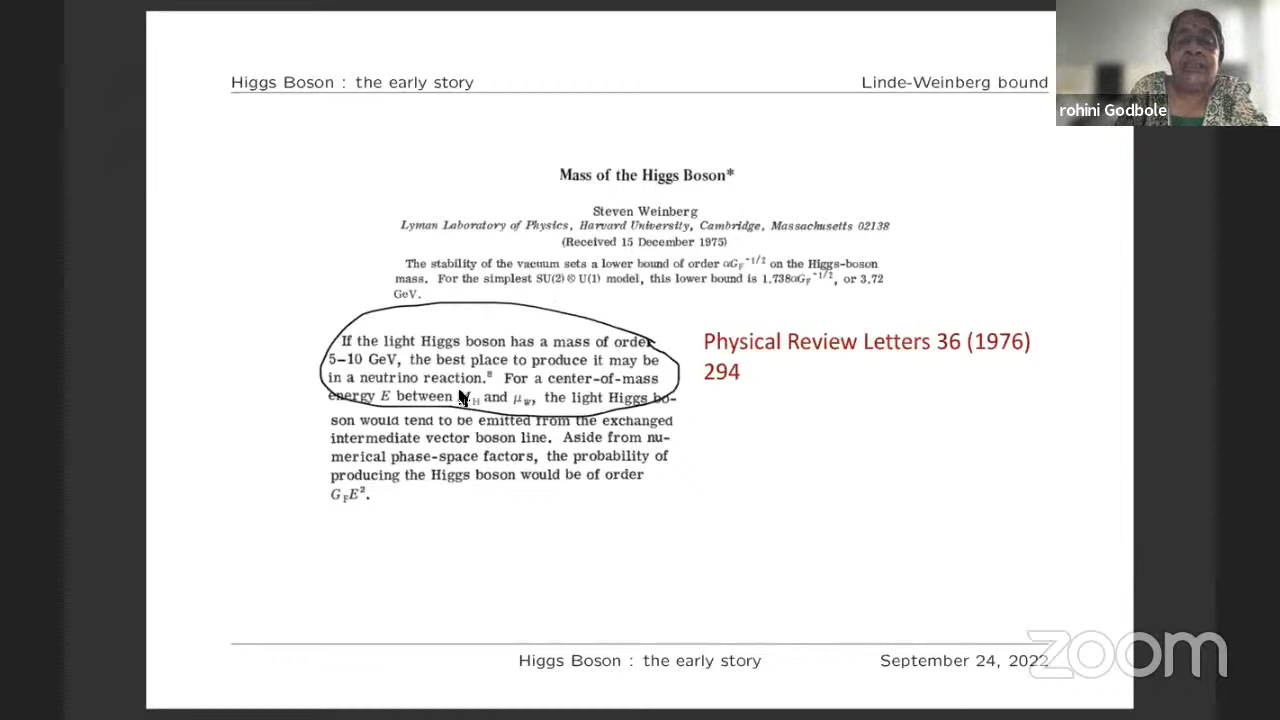 Higgs Boson : the early story
Linde-Weinberg bound
rohini Godbole
Mass of the Higgs Boson*
Steven Weinberg
Lyman Laboratory of Physics, Harvard University, Cambridge, Massachusetts 02138
(Received 15 December 1975)
The stability of the vacuum sets a lower bound of order αG_F^{-1/2} on the Higgs-boson
mass. For the simplest SU(2)⊗U(1) model, this lower bound is 1.738αG_F^{-1/2}, or 3.72
GeV.
If the light Higgs boson has a mass of order
5–10 GeV, the best place to produce it may be
in a neutrino reaction.⁸ For a center-of-mass
energy E between and μ_W, the light Higgs bo-
son would tend to be emitted from the exchanged
intermediate vector boson line. Aside from nu-
merical phase-space factors, the probability of
producing the Higgs boson would be of order
G_FE².
Physical Review Letters 36 (1976)
294
Higgs Boson : the early story
September 24, 2022
zoom